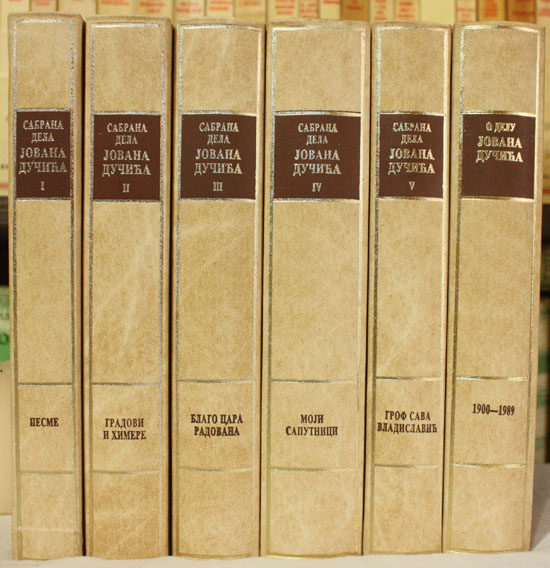 САБРАНА
ДЕЛА
ЈОВАНА
ДУЧИЋА
I
ПЕСМЕ
САБРАНА
ДЕЛА
ЈОВАНА
ДУЧИЋА
II
ГРАДОВИ
И ХИМЕРЕ
САБРАНА
ДЕЛА
ЈОВАНА
ДУЧИЋА
III
БЛАГО ЦАРА
РАДОВАНА
САБРАНА
ДЕЛА
ЈОВАНА
ДУЧИЋА
IV
МОЈИ
САПУТНИЦИ
САБРАНА
ДЕЛА
ЈОВАНА
ДУЧИЋА
V
ГРОФ САВА
ВЛАДИСЛАВИЋ
О ДЕЛУ
ЈОВАНА
ДУЧИЋА
1900—1989